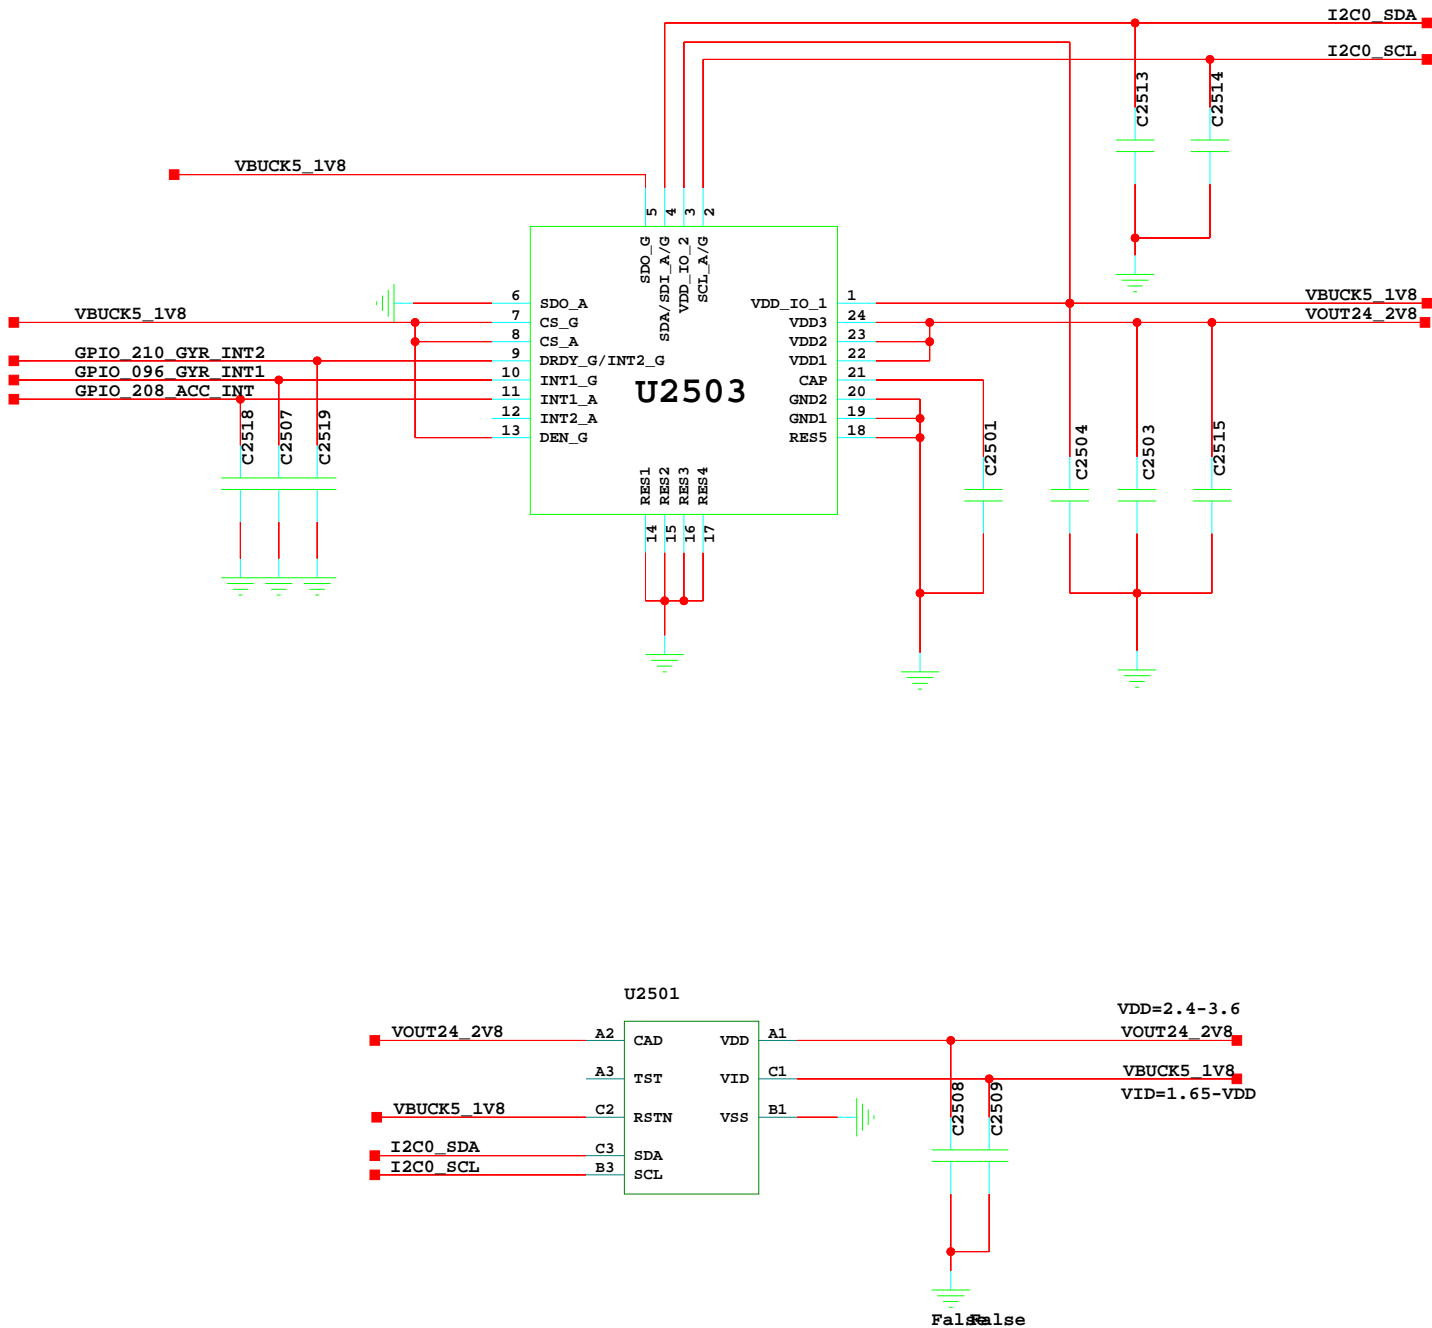 I2C0_SDA
I2C0_SCL
C2513
C2514
VBUCK5_1V8
5
4
3
2
SDO_G
SDA/SDI_A/G
VDD_IO_2
SCL_A/G
6 SDO_A
7 CS_G
8 CS_A
9 DRDY_G/INT2_G
10 INT1_G
11 INT1_A
12 INT2_A
13 DEN_G
VBUCK5_1V8
GPIO_210_GYR_INT2
GPIO_096_GYR_INT1
GPIO_208_ACC_INT
U2503
VDD_IO_1 1
VDD3 24
VDD2 23
VDD1 22
CAP 21
GND2 20
GND1 19
RES5 18
VBUCK5_1V8
VOUT24_2V8
C2518
C2507
C2519
C2501
C2504
C2503
C2515
RES1
RES2
RES3
RES4
14
15
16
17
U2501
VDD=2.4-3.6
VOUT24_2V8 A2 CAD VDD A1 VOUT24_2V8
A3 TST VID C1 VBUCK5_1V8
VID=1.65-VDD
VBUCK5_1V8 C2 RSTN VSS B1
C2508
C2509
I2C0_SDA C3 SDA
I2C0_SCL B3 SCL
False False